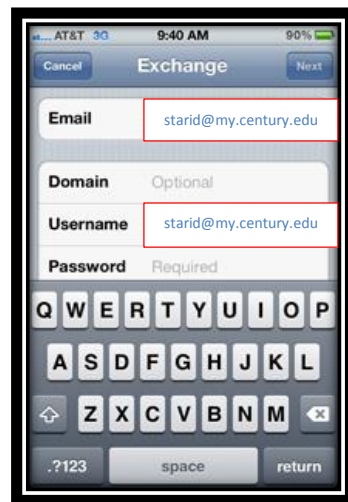 AT&T 3G 9:40 AM 90%
Cancel Exchange Next
Email starid@my.century.edu
Domain Optional
Username starid@my.century.edu
Password Required
Q W E R T Y U I O P
A S D F G H J K L
Z X C V B N M
.?123 space return